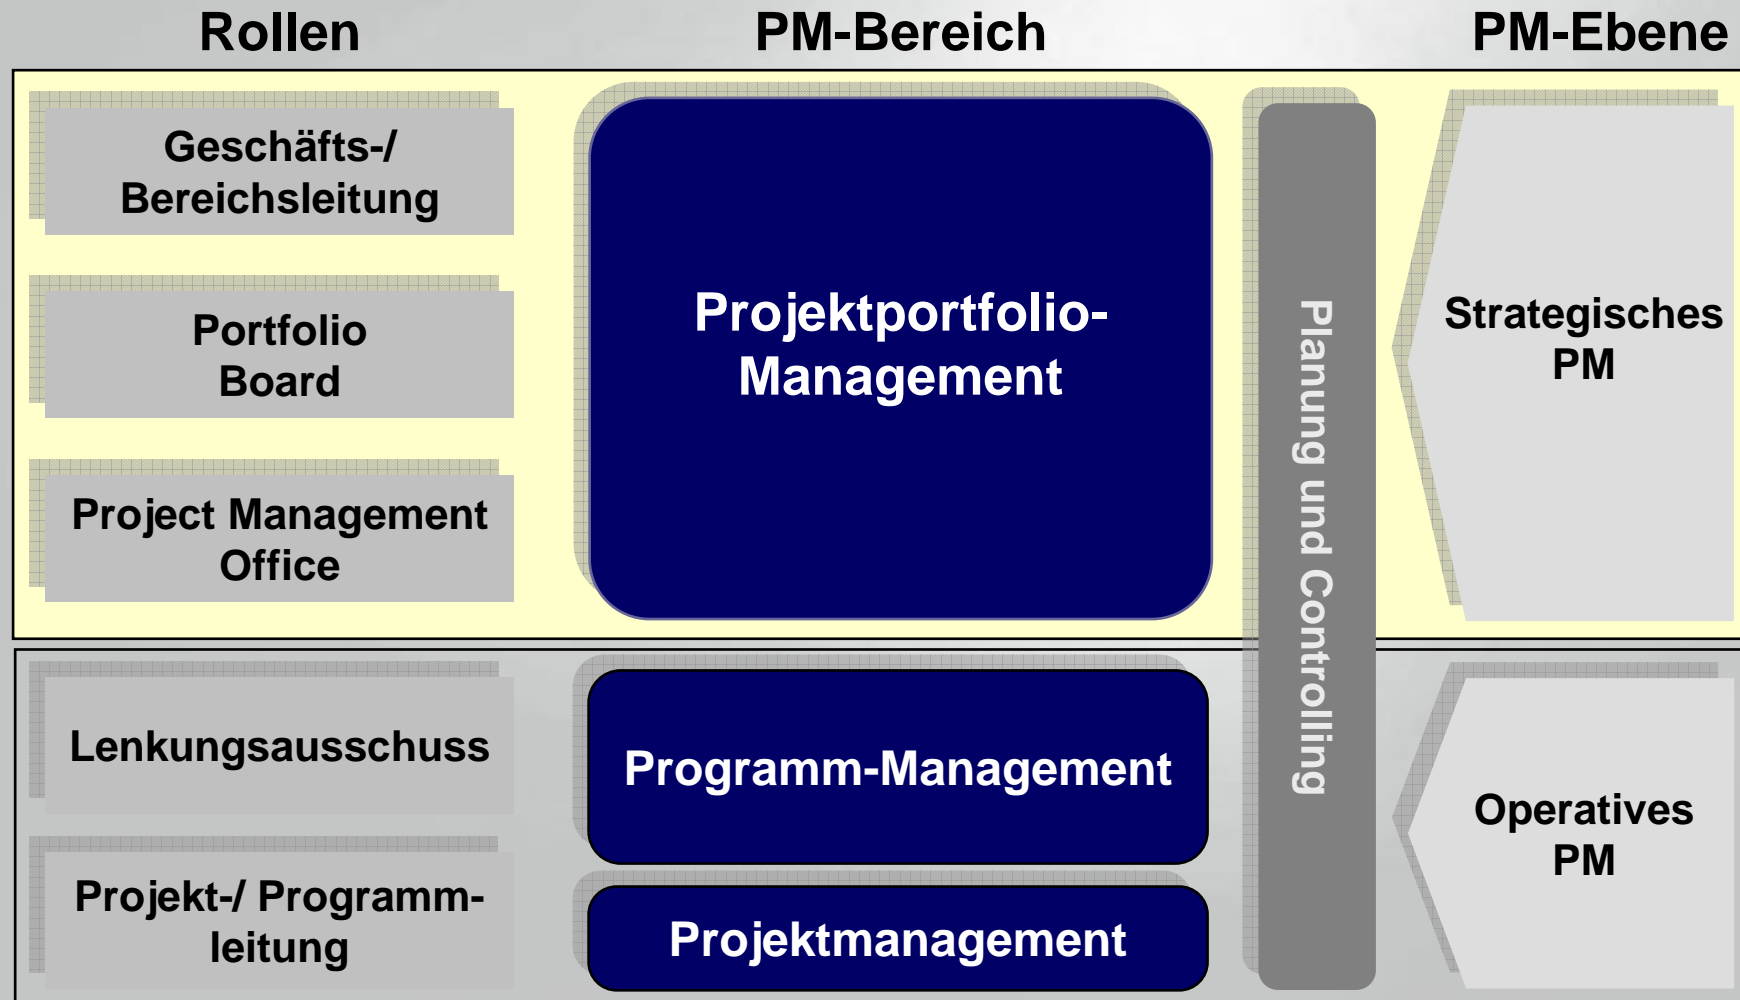 Rollen
PM-Bereich
PM-Ebene
Geschäfts-/
Bereichsleitung
Portfolio
Board
Project Management
Office
Projektportfolio-
Management
Planung und Controlling
Strategisches
PM
Lenkungsausschuss
Projekt-/ Programm-
leitung
Programm-Management
Projektmanagement
Operatives
PM